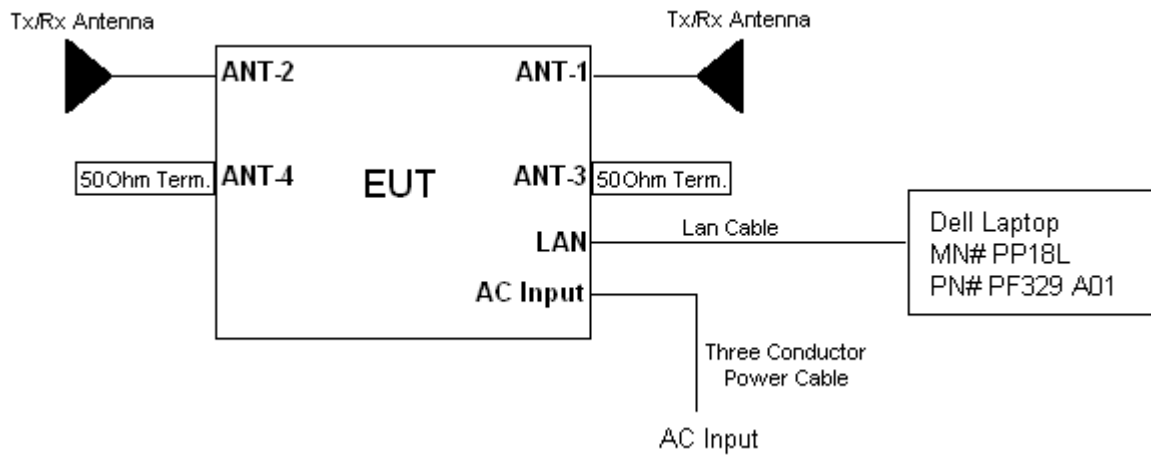 Tx/Rx Antenna
Tx/Rx Antenna
ANT-2
ANT-1
50Ohm Term.
ANT-4
EUT
ANT-3
50Ohm Term.
LAN
Lan Cable
Dell Laptop
MN# PP18L
PN# PF329 A01
AC Input
Three Conductor
Power Cable
AC Input